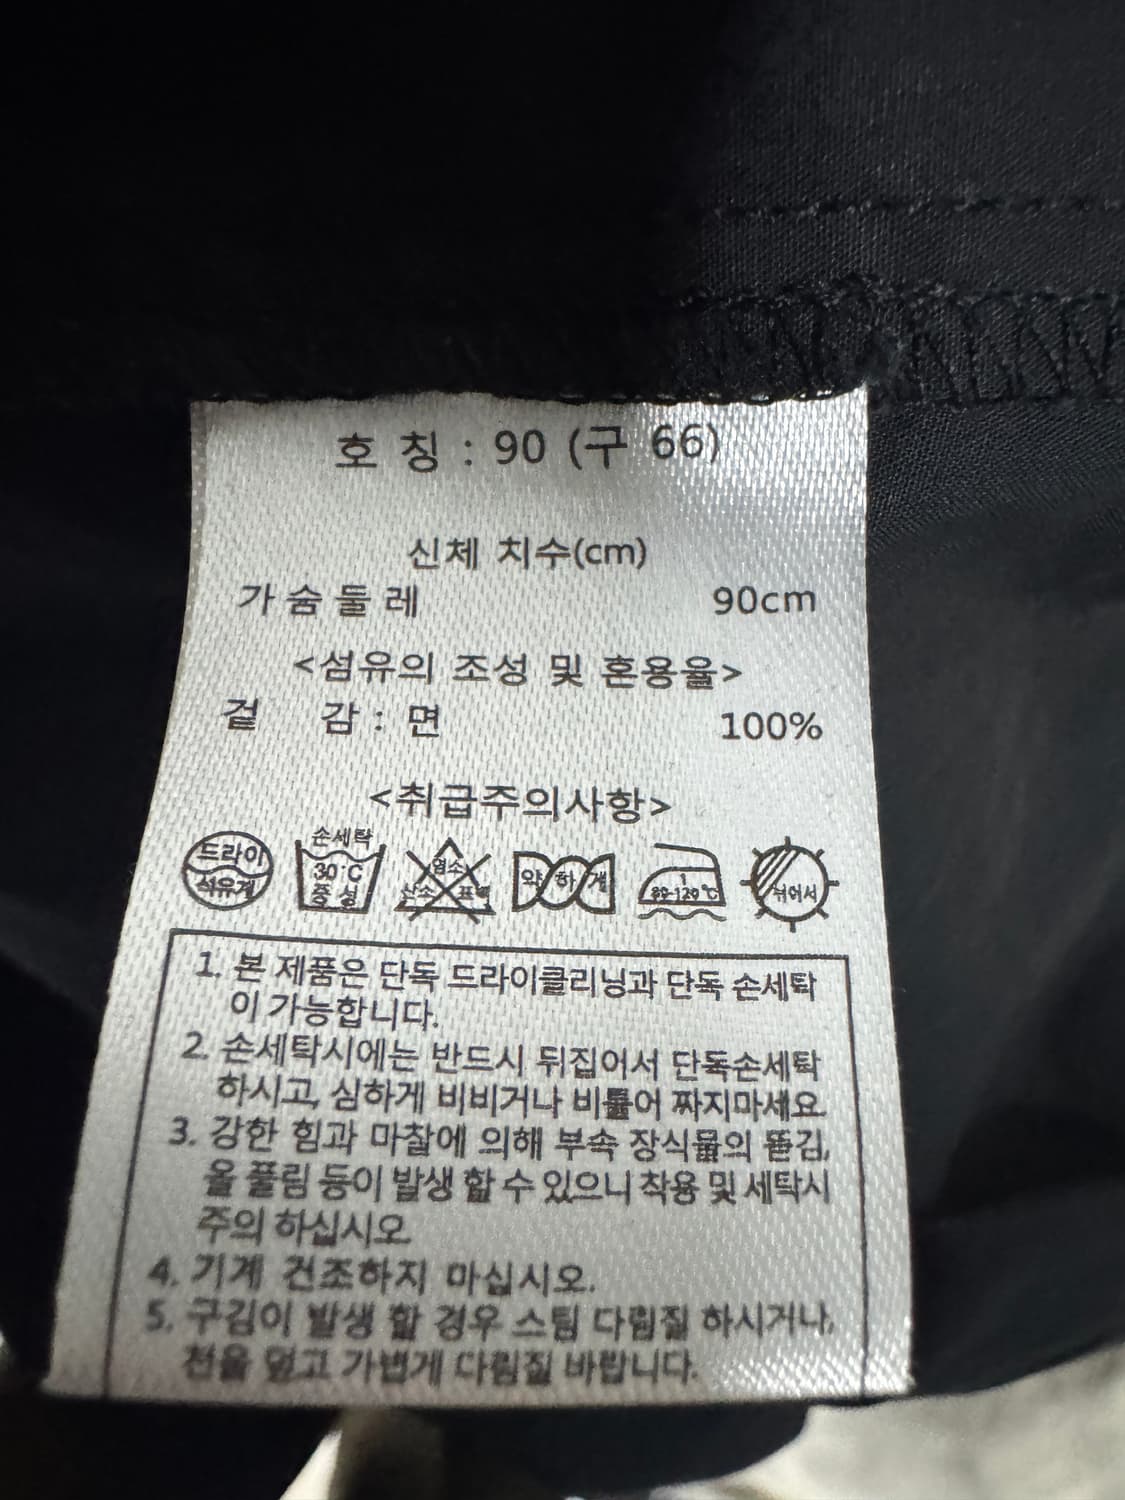 호 칭 : 90 (구 66)
신체 치수(cm)
가 슴 둘 레 90cm
<섬유의 조성 및 혼용율>
겉 감 : 면 100%
<취급주의사항>
드라이
석유계
손세탁
30℃
중 성
염소
산소 표백
약 하 게
1
80-120℃
뉘어서
1. 본 제품은 단독 드라이클리닝과 단독 손세탁
이 가능합니다.
2. 손세탁시에는 반드시 뒤집어서 단독손세탁
하시고, 심하게 비비거나 비틀어 짜지마세요.
3. 강한 힘과 마찰에 의해 부속 장식물의 뜯김,
올 풀림 등이 발생 할 수 있으니 착용 및 세탁시
주의 하십시오.
4. 기계 건조하지 마십시오.
5. 구김이 발생 할 경우 스팀 다림질 하시거나,
천을 덮고 가볍게 다림질 바랍니다.